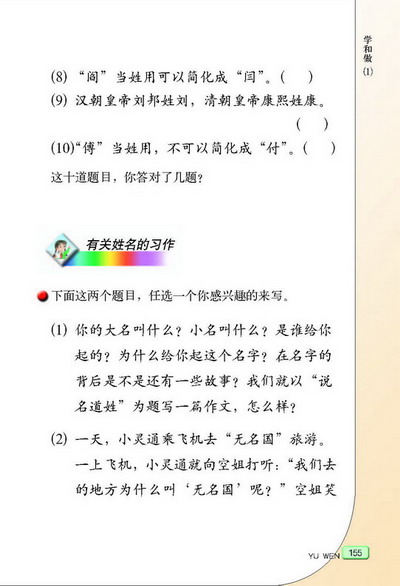 学和做
(1)
(8) “阎”当姓用可以简化成“闫”。(　)
(9) 汉朝皇帝刘邦姓刘，清朝皇帝康熙姓康。
(　)
(10)“傅”当姓用，不可以简化成“付”。(　)
这十道题目，你答对了几题？
有关姓名的习作
下面这两个题目，任选一个你感兴趣的来写。
(1) 你的大名叫什么？小名叫什么？是谁给你
起的？为什么给你起这个名字？在名字的
背后是不是还有一些故事？我们就以“说
名道姓”为题写一篇作文，怎么样？
(2) 一天，小灵通乘飞机去“无名国”旅游。
一上飞机，小灵通就向空姐打听：“我们去
的地方为什么叫‘无名国’呢？”空姐笑
YU WEN 155